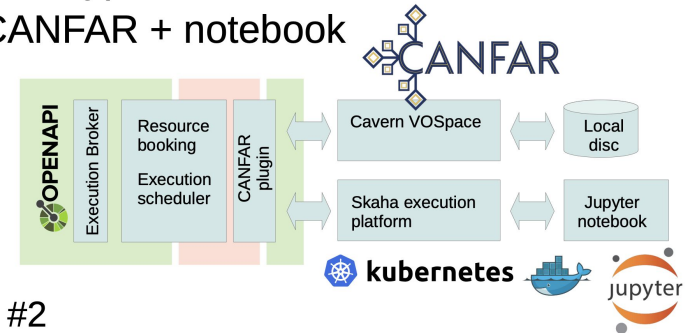 CANFAR + notebook
CANFAR
OPENAPI
Execution Broker
Resource
booking
Execution
scheduler
CANFAR
plugin
Cavern VOSpace
Local
disc
Skaha execution
platform
Jupyter
notebook
kubernetes
docker
jupyter
#2